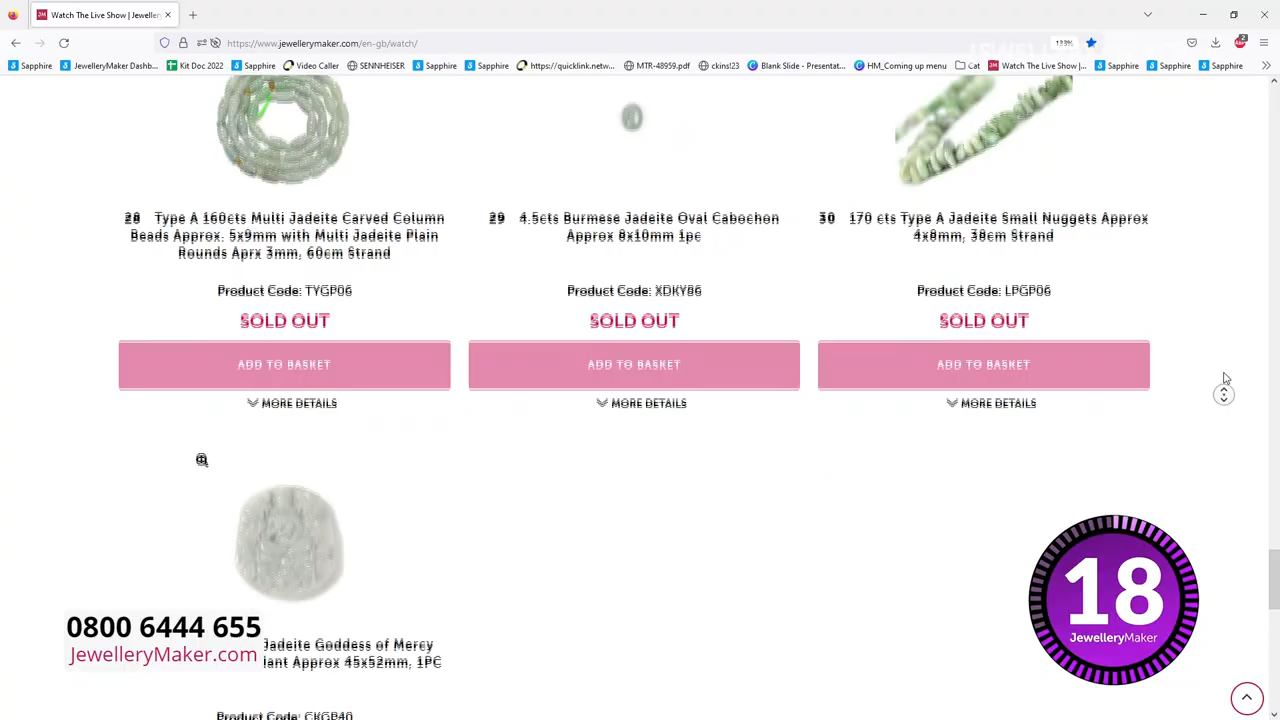 Watch The Live Show | Jeweller
https://www.jewellerymaker.com/en-gb/watch/
133%
2
Sapphire
JewelleryMaker Dashb...
Kit Doc 2022
Sapphire
Video Caller
SENNHEISER
Sapphire
Sapphire
https://quicklink.netw...
MTR-48959.pdf
ckins!23
Blank Slide - Presentat...
HM_Coming up menu
Cat
Watch The Live Show |...
Sapphire
Sapphire
Sapphire
28 Type A 160cts Multi Jadeite Carved Column
Beads Approx. 5x9mm with Multi Jadeite Plain
Rounds Aprx 3mm, 60cm Strand
Product Code: TYGP06
SOLD OUT
ADD TO BASKET
MORE DETAILS
29 4.5cts Burmese Jadeite Oval Cabochon
Approx 8x10mm 1pc
Product Code: XDKY86
SOLD OUT
ADD TO BASKET
MORE DETAILS
30 170 cts Type A Jadeite Small Nuggets Approx
4x8mm, 38cm Strand
Product Code: LPGP06
SOLD OUT
ADD TO BASKET
MORE DETAILS
Jadeite Goddess of Mercy
Approx 45x52mm, 1PC
Product Code: CKGP40
0800 6444 655
JewelleryMaker.com
18
JewelleryMaker